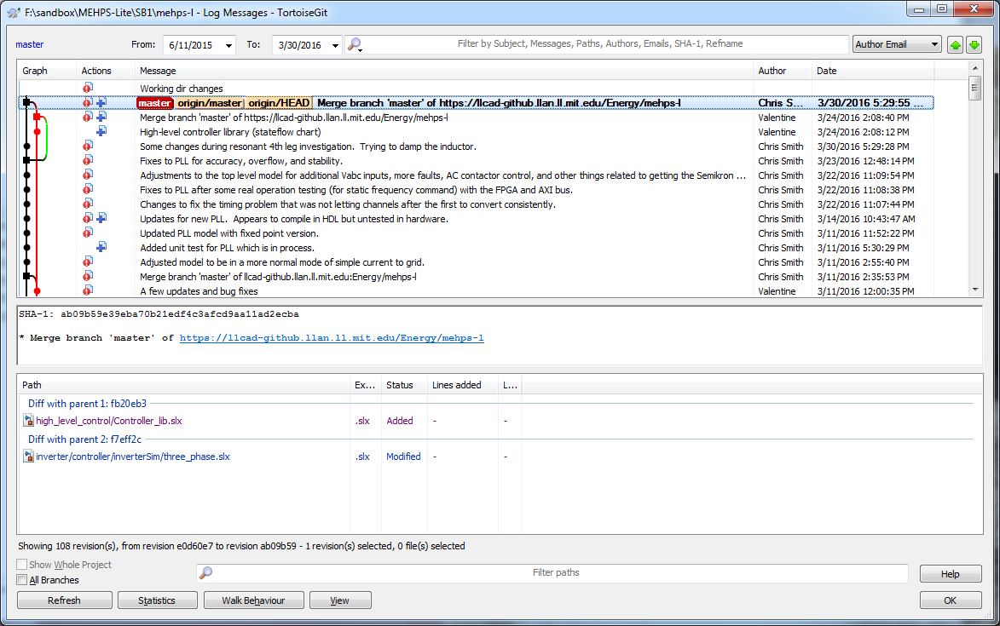 F:\sandbox\MEHPS-Lite\SB1\mehps-l - Log Messages - TortoiseGit
master From: 6/11/2015 To: 3/30/2016 Filter by Subject, Messages, Paths, Authors, Emails, SHA-1, Refname Author Email
Graph Actions Message Author Date
Working dir changes
master origin/master origin/HEAD Merge branch 'master' of https://llcad-github.llan.ll.mit.edu/Energy/mehps-l Chris S... 3/30/2016 5:29:55 ...
Merge branch 'master' of https://llcad-github.llan.ll.mit.edu/Energy/mehps-l Valentine 3/24/2016 2:08:40 PM
High-level controller library (stateflow chart) Valentine 3/24/2016 2:08:12 PM
Some changes during resonant 4th leg investigation.  Trying to damp the inductor. Chris Smith 3/30/2016 5:29:28 PM
Fixes to PLL for accuracy, overflow, and stability. Chris Smith 3/23/2016 12:48:14 PM
Adjustments to the top level model for additional Vabc inputs, more faults, AC contactor control, and other things related to getting the Semikron ... Chris Smith 3/22/2016 11:09:54 PM
Fixes to PLL after some real operation testing (for static frequency command) with the FPGA and AXI bus. Chris Smith 3/22/2016 11:08:38 PM
Changes to fix the timing problem that was not letting channels after the first to convert consistently. Chris Smith 3/22/2016 11:07:44 PM
Updates for new PLL.  Appears to compile in HDL but untested in hardware. Chris Smith 3/14/2016 10:43:47 AM
Updated PLL model with fixed point version. Chris Smith 3/11/2016 11:52:22 PM
Added unit test for PLL which is in process. Chris Smith 3/11/2016 5:30:29 PM
Adjusted model to be in a more normal mode of simple current to grid. Chris Smith 3/11/2016 2:55:40 PM
Merge branch 'master' of llcad-github.llan.ll.mit.edu:Energy/mehps-l Chris Smith 3/11/2016 2:35:53 PM
A few updates and bug fixes Valentine 3/11/2016 12:00:35 PM
SHA-1: ab09b59e39eba70b21edf4c3afcd9aa11ad2ecba
* Merge branch 'master' of https://llcad-github.llan.ll.mit.edu/Energy/mehps-l
Path Ex... Status Lines added L...
Diff with parent 1: fb20eb3
high_level_control/Controller_lib.slx .slx Added - -
Diff with parent 2: f7eff2c
inverter/controller/inverterSim/three_phase.slx .slx Modified - -
Showing 108 revision(s), from revision e0d60e7 to revision ab09b59 - 1 revision(s) selected, 0 file(s) selected
Show Whole Project
All Branches Filter paths Help
Refresh Statistics Walk Behaviour View OK